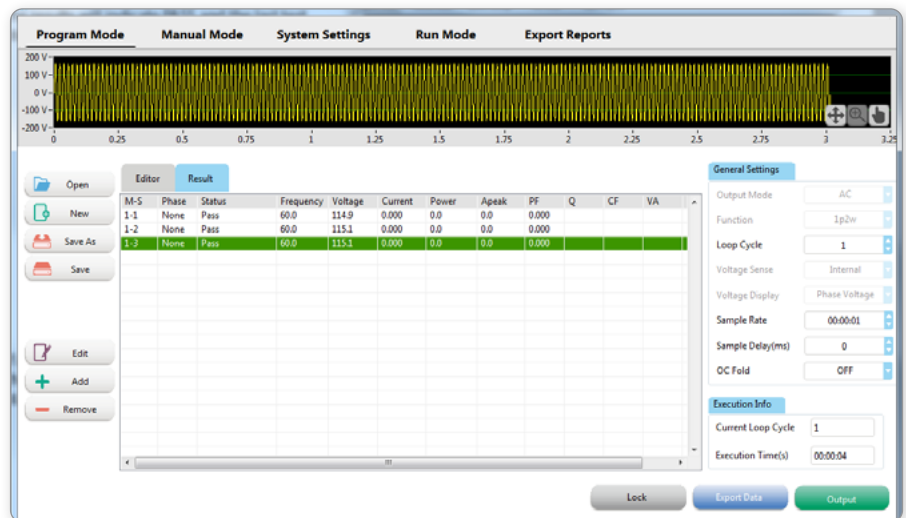 Program Mode Manual Mode System Settings Run Mode Export Reports
200 V
100 V
0 V
-100 V
-200 V
0 0.25 0.5 0.75 1 1.25 1.5 1.75 2 2.25 2.5 2.75 3 3.25
Open
New
Save As
Save
Edit
Add
Remove
Editor Result
M-S Phase Status Frequency Voltage Current Power Apeak PF Q CF VA
1-1 None Pass 60.0 114.9 0.000 0.0 0.0 0.000
1-2 None Pass 60.0 115.1 0.000 0.0 0.0 0.000
1-3 None Pass 60.0 115.1 0.000 0.0 0.0 0.000
General Settings
Output Mode AC
Function 1p2w
Loop Cycle 1
Voltage Sense Internal
Voltage Display Phase Voltage
Sample Rate 00:00:01
Sample Delay(ms) 0
OC Fold OFF
Execution Info
Current Loop Cycle 1
Execution Time(s) 00:00:04
Lock Export Data Output